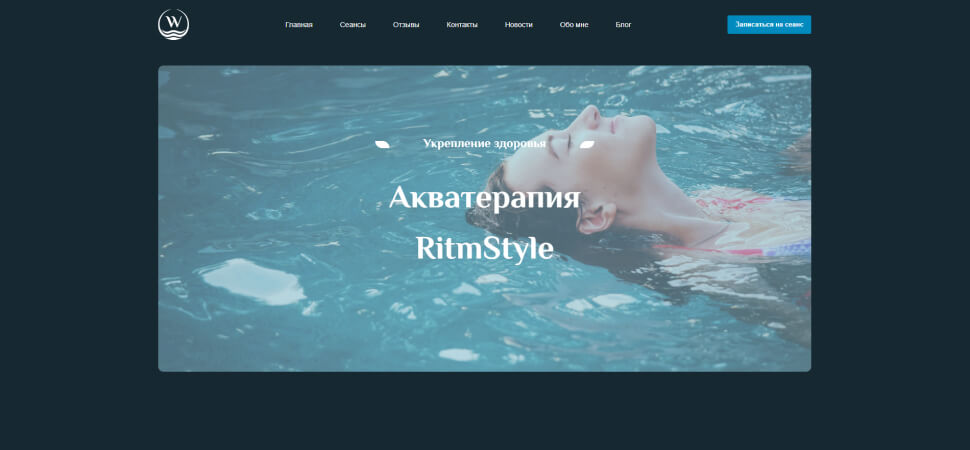 W
Главная
Сеансы
Отзывы
Контакты
Новости
Обо мне
Блог
Записаться на сеанс
Укрепление здоровья
Акватерапия
RitmStyle